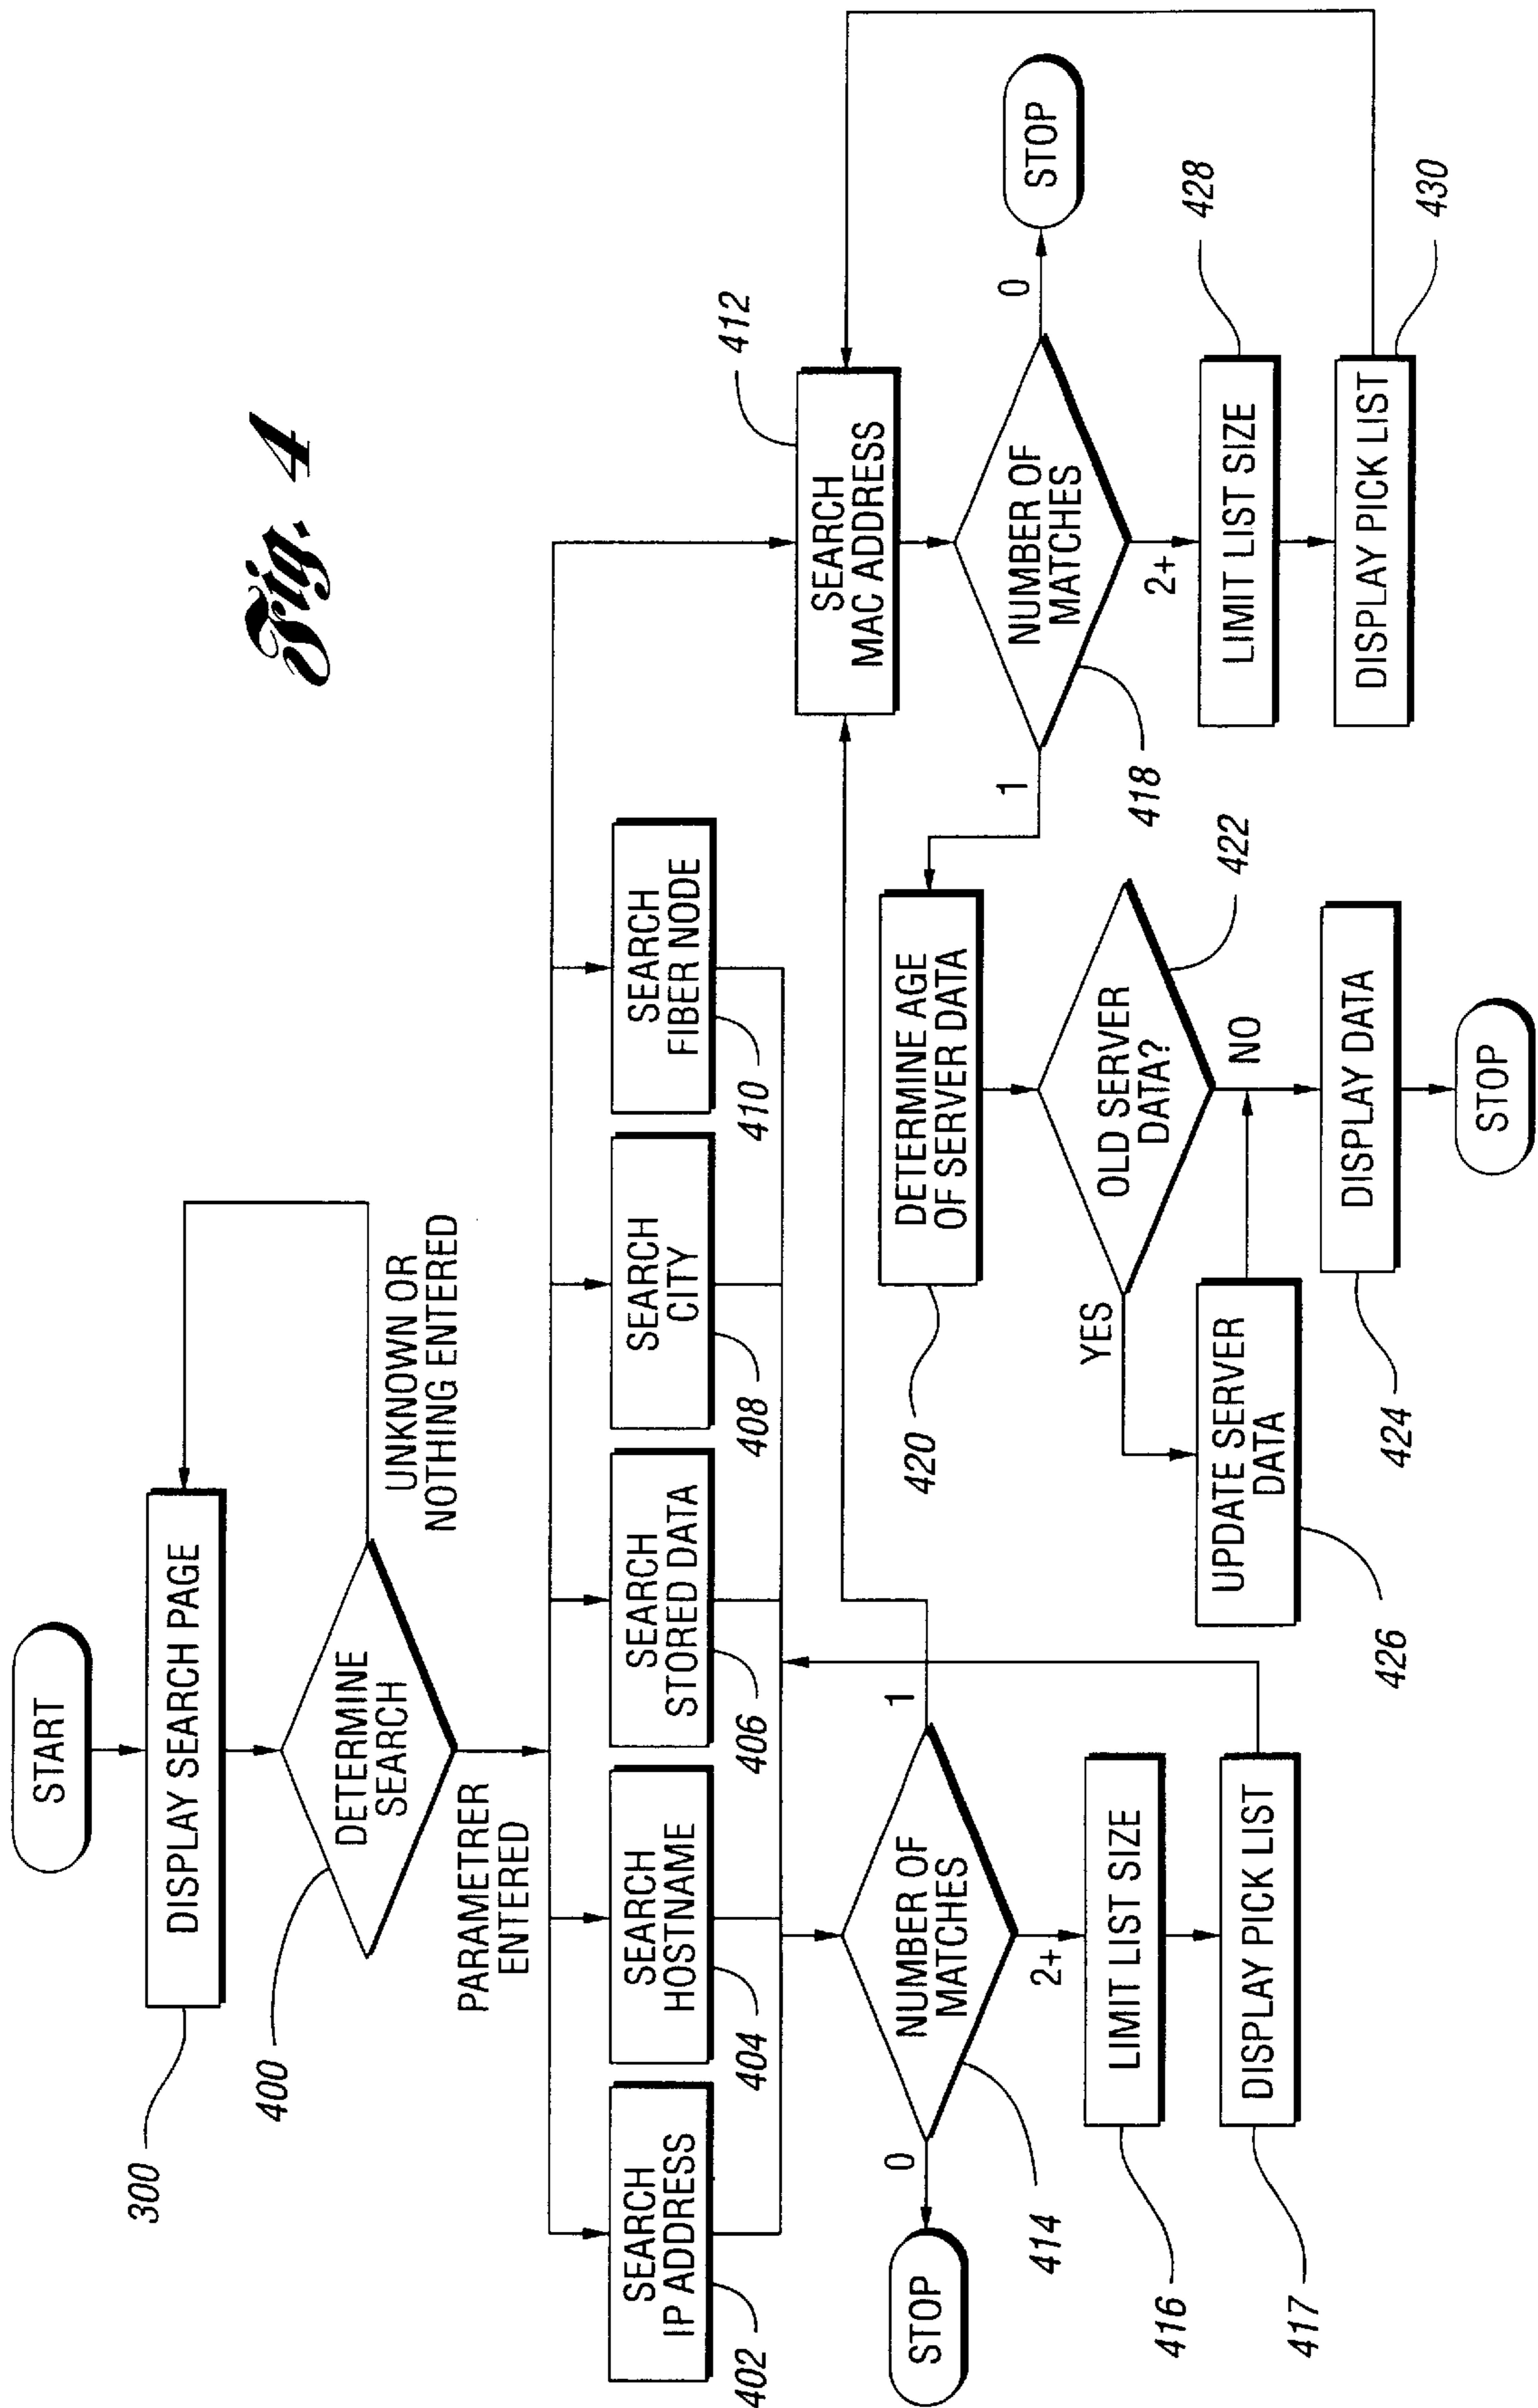 Fig. 4
START
DISPLAY SEARCH PAGE
300
DETERMINE
SEARCH
400
UNKNOWN OR
NOTHING ENTERED
PARAMETRER
ENTERED
SEARCH
IP ADDRESS
402
SEARCH
HOSTNAME
404
SEARCH
STORED DATA
406
SEARCH
CITY
408
SEARCH
FIBER NODE
410
SEARCH
MAC ADDRESS
412
NUMBER OF
MATCHES
414
0
STOP
1
2+
LIMIT LIST SIZE
416
DISPLAY PICK LIST
417
NUMBER OF
MATCHES
418
0
STOP
1
2+
LIMIT LIST SIZE
428
DISPLAY PICK LIST
430
DETERMINE AGE
OF SERVER DATA
420
OLD SERVER
DATA?
422
YES
NO
UPDATE SERVER
DATA
426
DISPLAY DATA
424
STOP